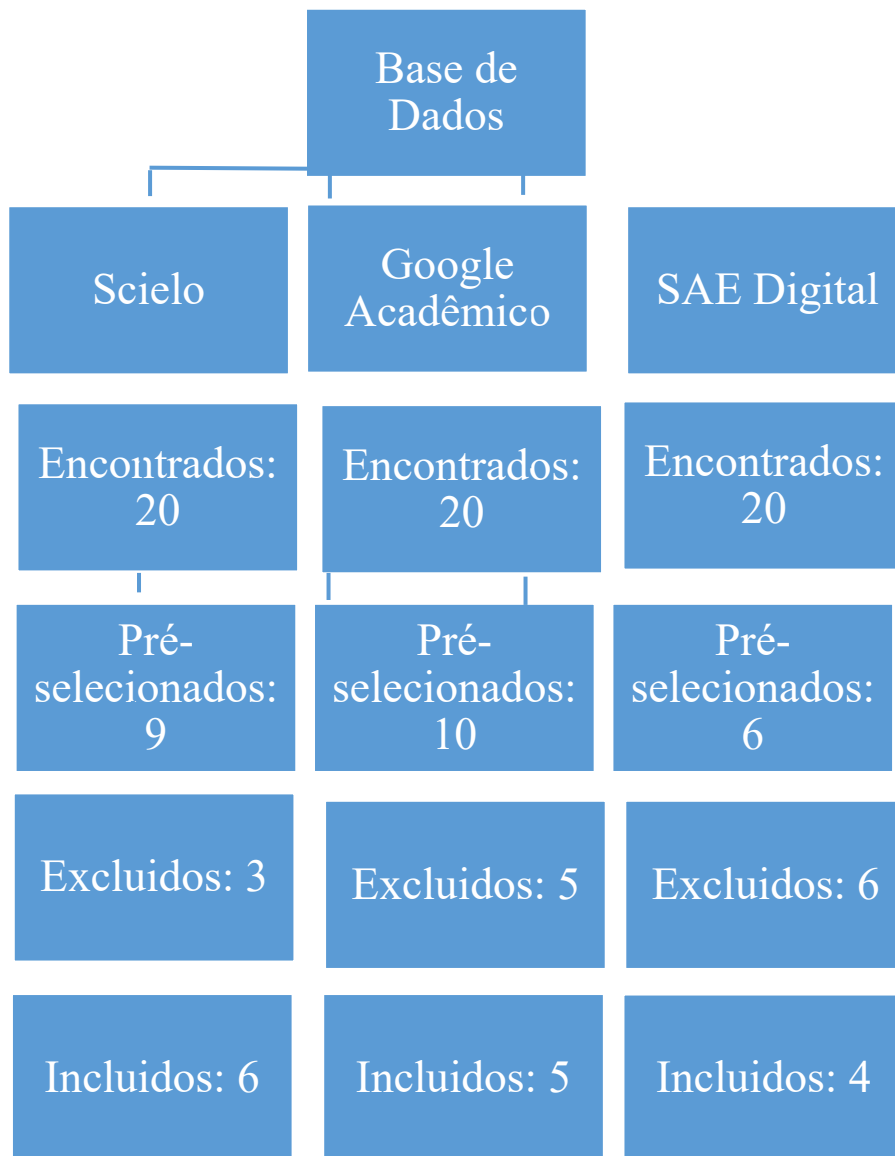 Base de
Dados
Scielo
Google
Acadêmico
SAE Digital
Encontrados:
20
Encontrados:
20
Encontrados:
20
Pré-
selecionados:
9
Pré-
selecionados:
10
Pré-
selecionados:
6
Excluidos: 3
Excluidos: 5
Excluidos: 6
Incluidos: 6
Incluidos: 5
Incluidos: 4